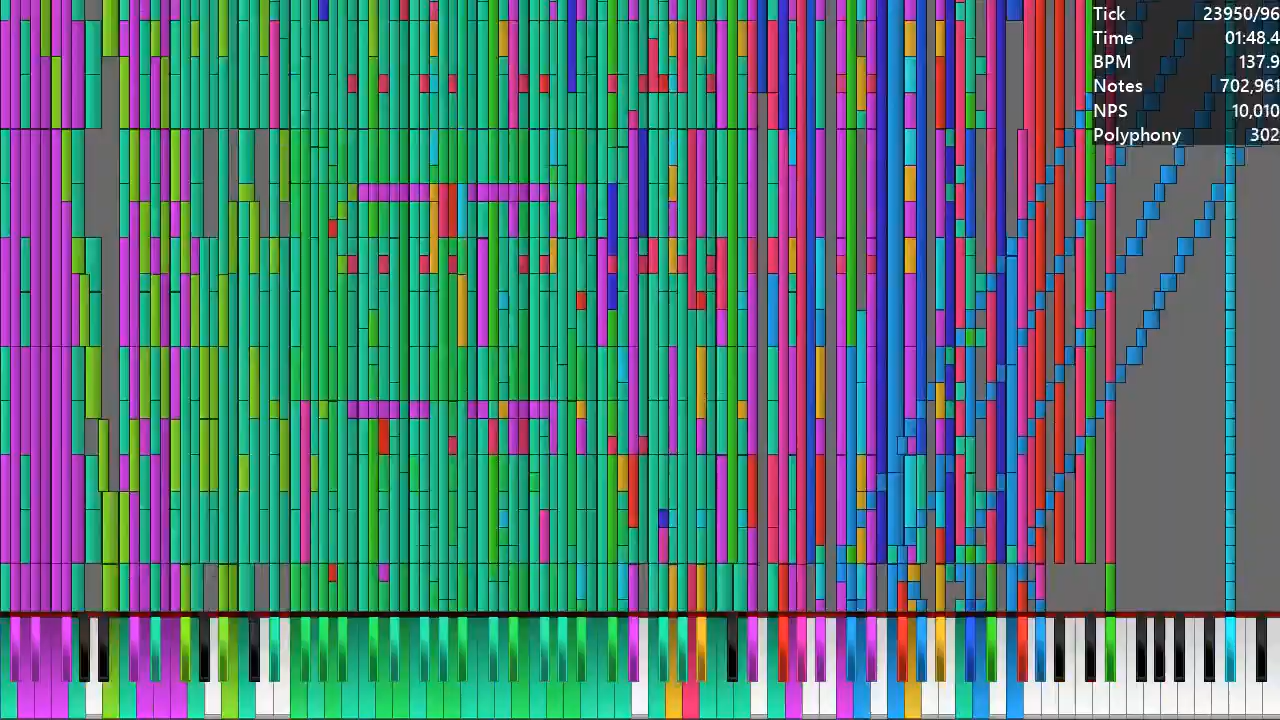 Tick 23950/96
Time 01:48.4
BPM 137.9
Notes 702,961
NPS 10,010
Polyphony 302